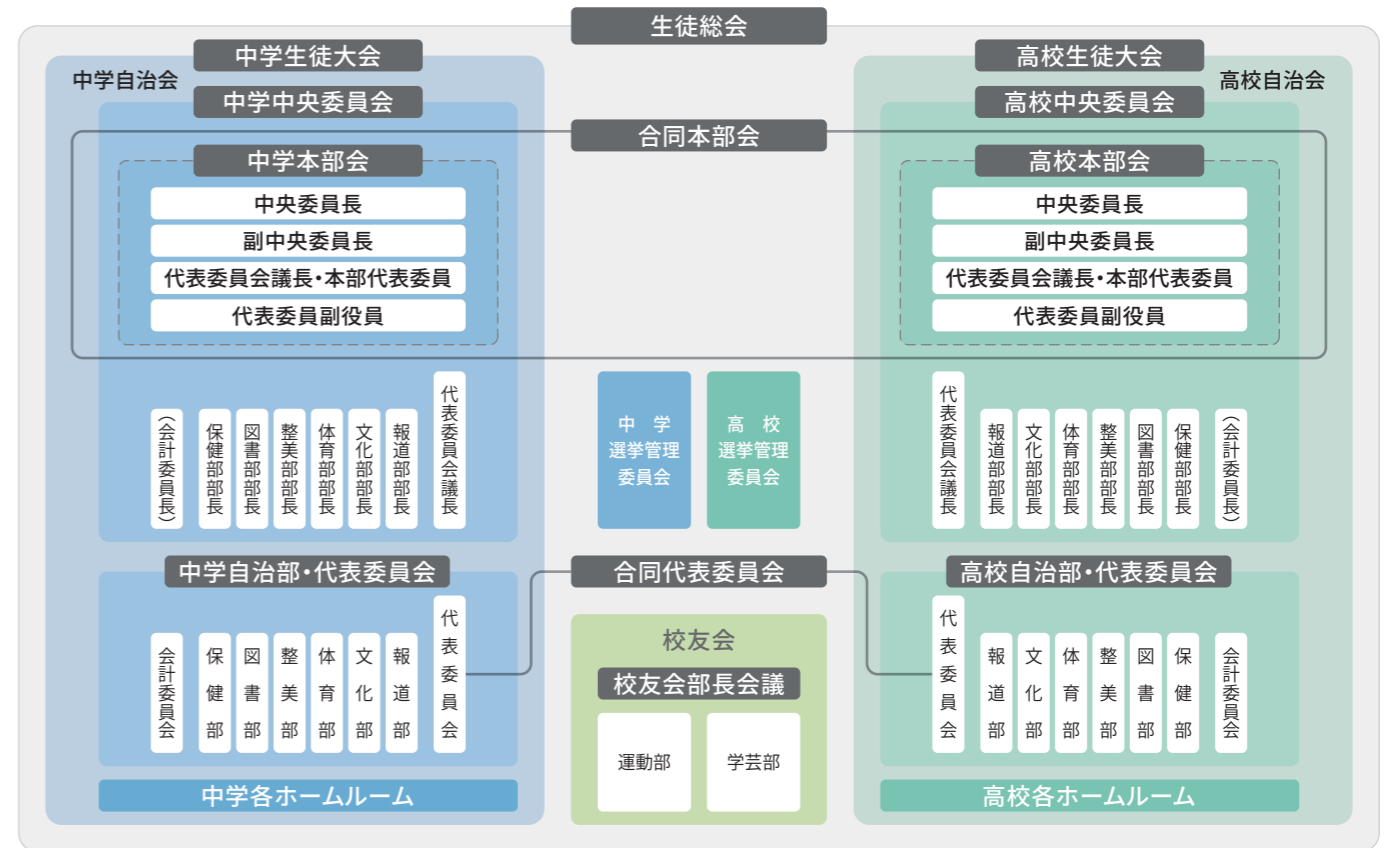 生徒総会
中学生徒大会
高校生徒大会
中学自治会
高校自治会
中学中央委員会
高校中央委員会
合同本部会
中学本部会
中央委員長
副中央委員長
代表委員会議長・本部代表委員
代表委員副役員
高校本部会
中央委員長
副中央委員長
代表委員会議長・本部代表委員
代表委員副役員
（会計委員長）
保健部部長
図書部部長
整美部部長
体育部部長
文化部部長
報道部部長
代表委員会議長
中　学
選挙管理
委員会
高　校
選挙管理
委員会
代表委員会議長
報道部部長
文化部部長
体育部部長
整美部部長
図書部部長
保健部部長
（会計委員長）
中学自治部・代表委員会
合同代表委員会
高校自治部・代表委員会
会計委員会
保健部
図書部
整美部
体育部
文化部
報道部
代表委員会
校友会
校友会部長会議
運動部
学芸部
代表委員会
報道部
文化部
体育部
整美部
図書部
保健部
会計委員会
中学各ホームルーム
高校各ホームルーム